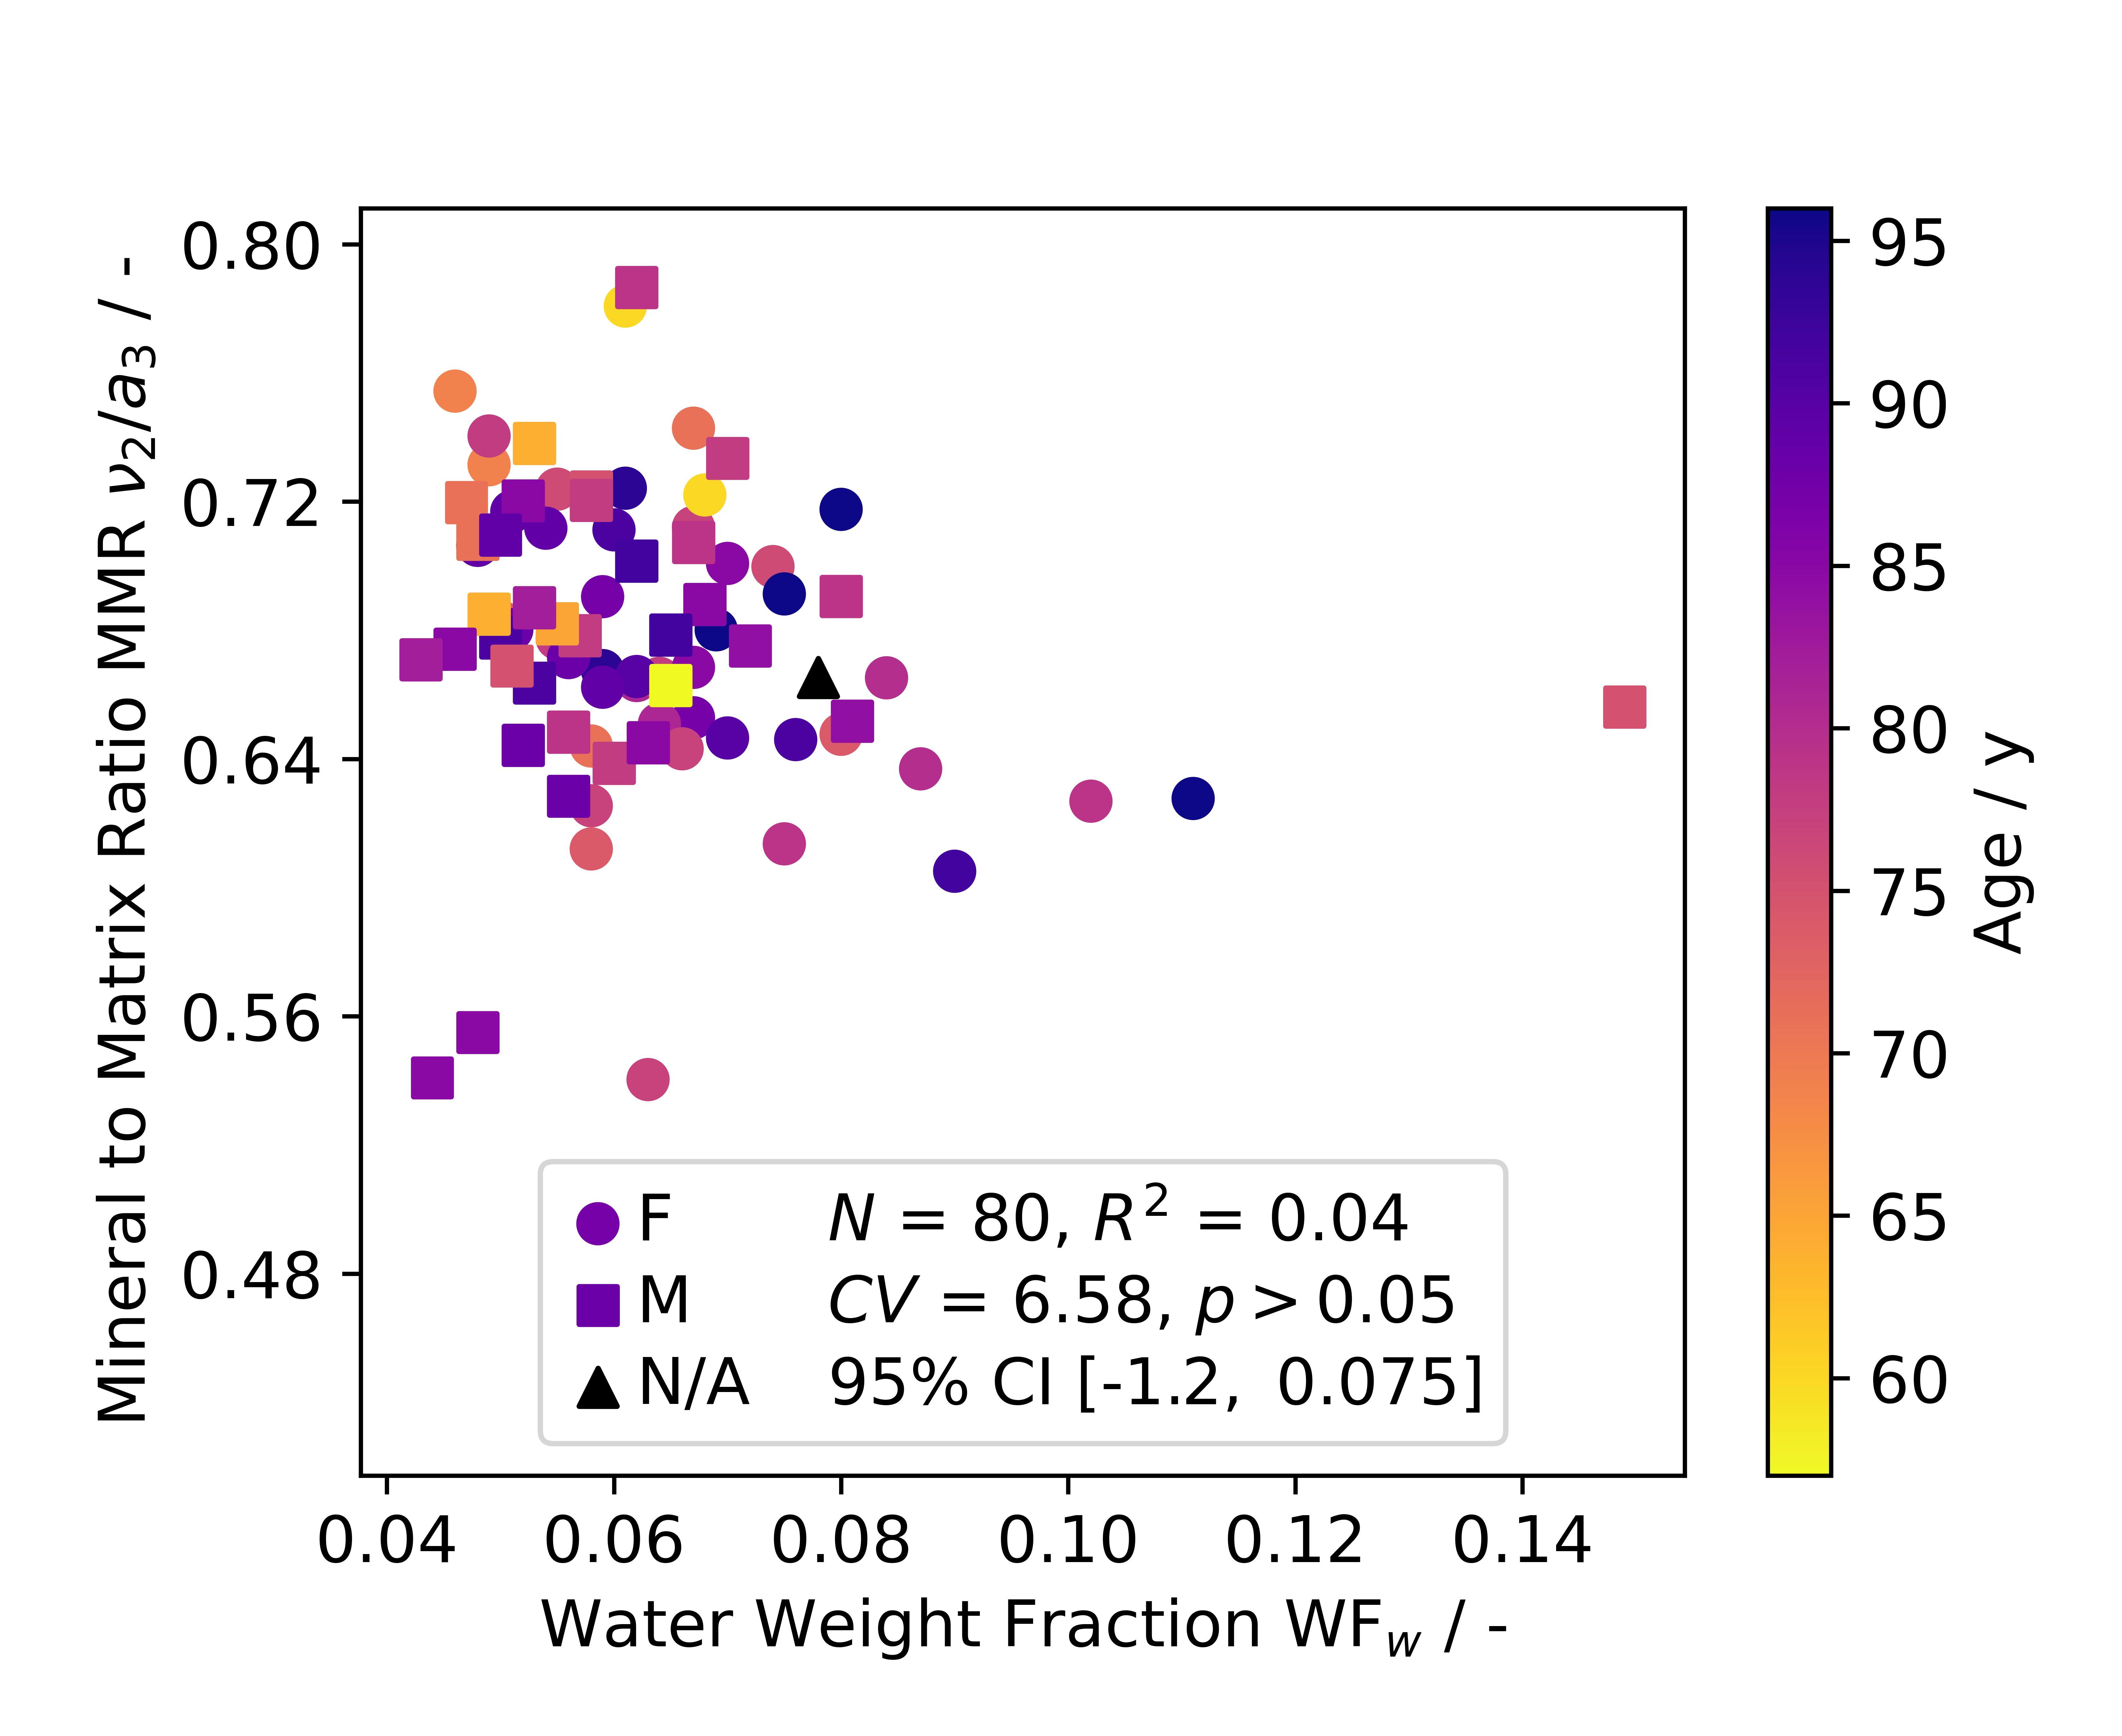 Mineral to Matrix Ratio MMR ν₂/a₃ / -
0.80
0.72
0.64
0.56
0.48
F N = 80, R² = 0.04
M CV = 6.58, p > 0.05
N/A 95% CI [-1.2, 0.075]
0.04 0.06 0.08 0.10 0.12 0.14
Water Weight Fraction WF_w / -
95
90
85
80
75
70
65
60
Age / y